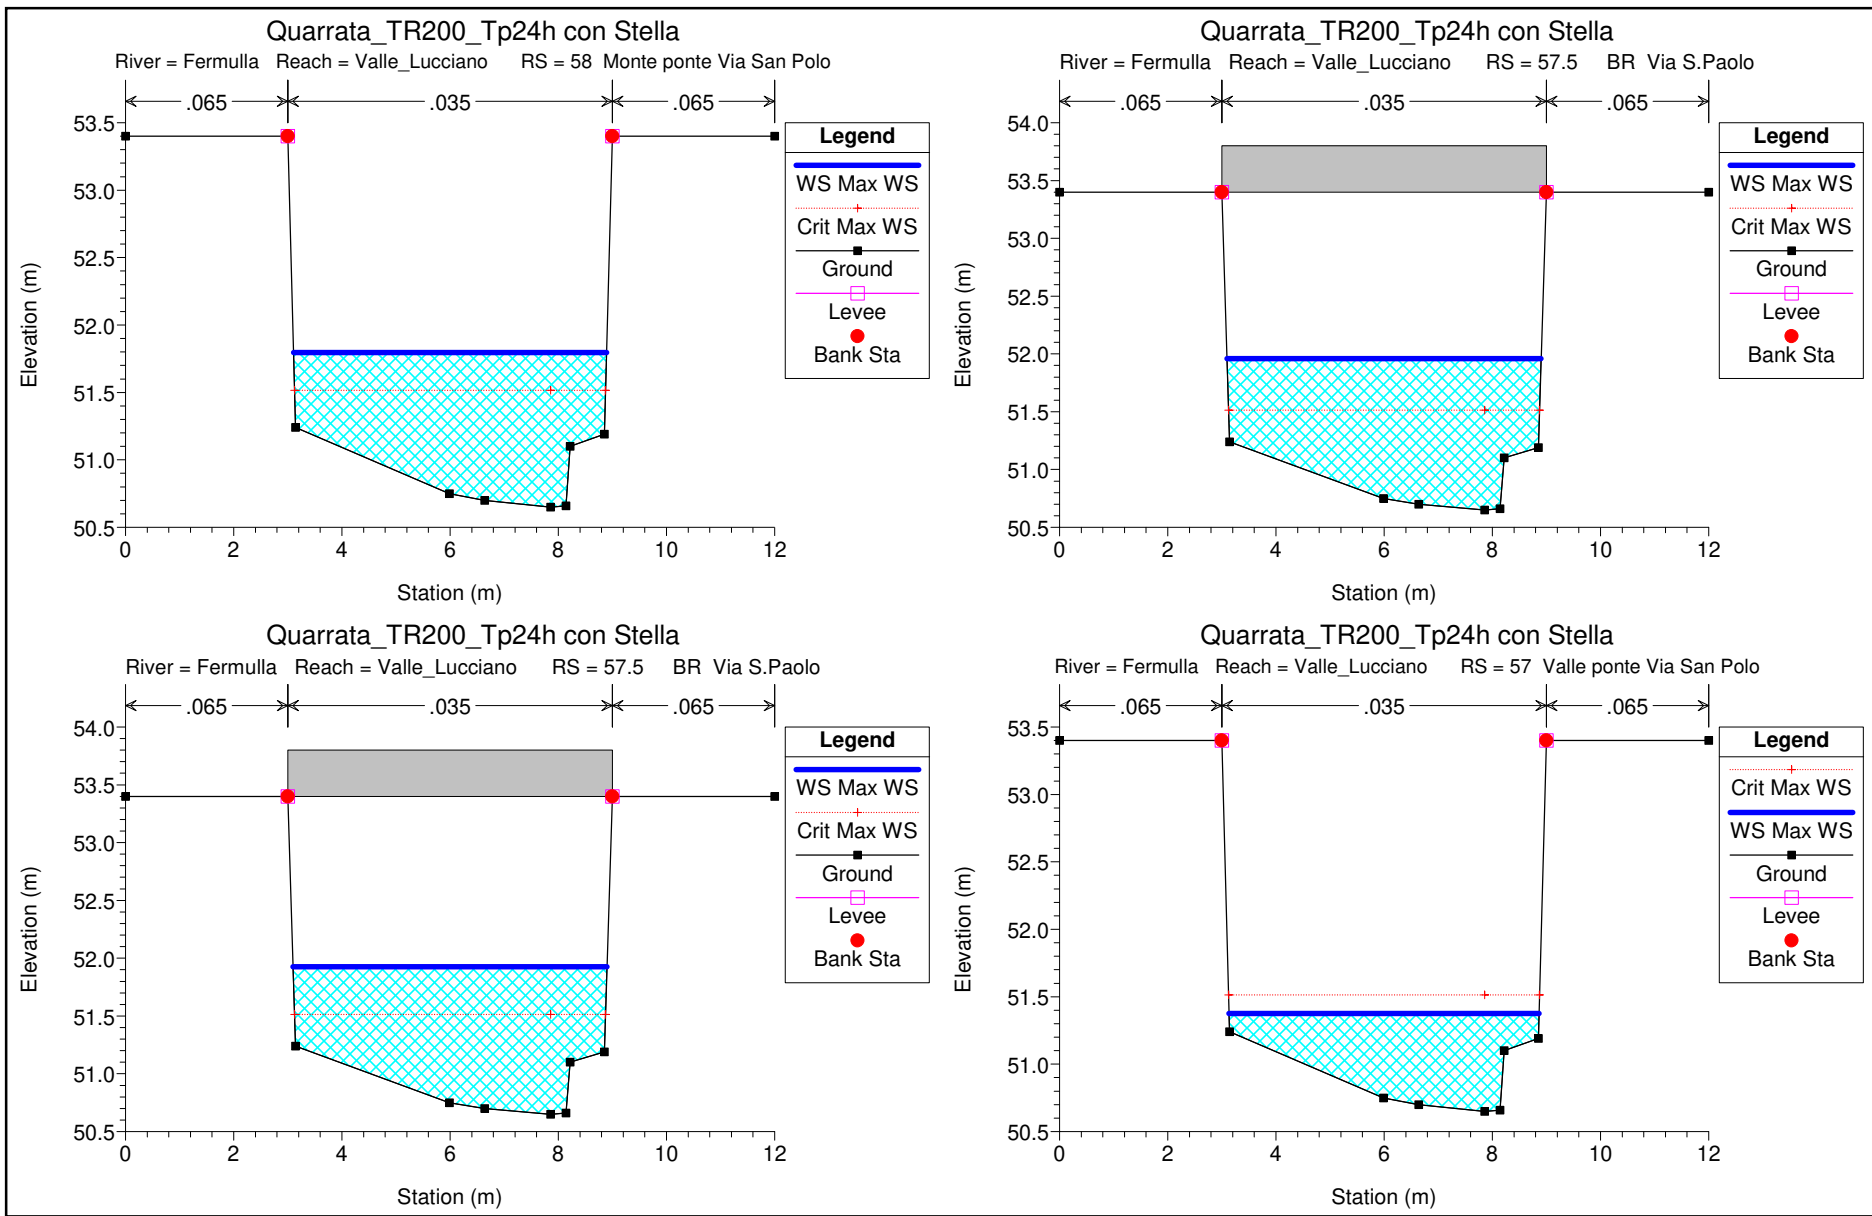 Quarrata_TR200_Tp24h con Stella
River = Fermulla Reach = Valle_Lucciano RS = 58 Monte ponte Via San Polo
.065 .035 .065
53.5
53.0
52.5
52.0
51.5
51.0
50.5
0 2 4 6 8 10 12
Elevation (m)
Station (m)
Legend
WS Max WS
Crit Max WS
Ground
Levee
Bank Sta
Quarrata_TR200_Tp24h con Stella
River = Fermulla Reach = Valle_Lucciano RS = 57.5 BR Via S.Paolo
.065 .035 .065
54.0
53.5
53.0
52.5
52.0
51.5
51.0
50.5
0 2 4 6 8 10 12
Elevation (m)
Station (m)
Legend
WS Max WS
Crit Max WS
Ground
Levee
Bank Sta
Quarrata_TR200_Tp24h con Stella
River = Fermulla Reach = Valle_Lucciano RS = 57.5 BR Via S.Paolo
.065 .035 .065
54.0
53.5
53.0
52.5
52.0
51.5
51.0
50.5
0 2 4 6 8 10 12
Elevation (m)
Station (m)
Legend
WS Max WS
Crit Max WS
Ground
Levee
Bank Sta
Quarrata_TR200_Tp24h con Stella
River = Fermulla Reach = Valle_Lucciano RS = 57 Valle ponte Via San Polo
.065 .035 .065
53.5
53.0
52.5
52.0
51.5
51.0
50.5
0 2 4 6 8 10 12
Elevation (m)
Station (m)
Legend
Crit Max WS
WS Max WS
Ground
Levee
Bank Sta